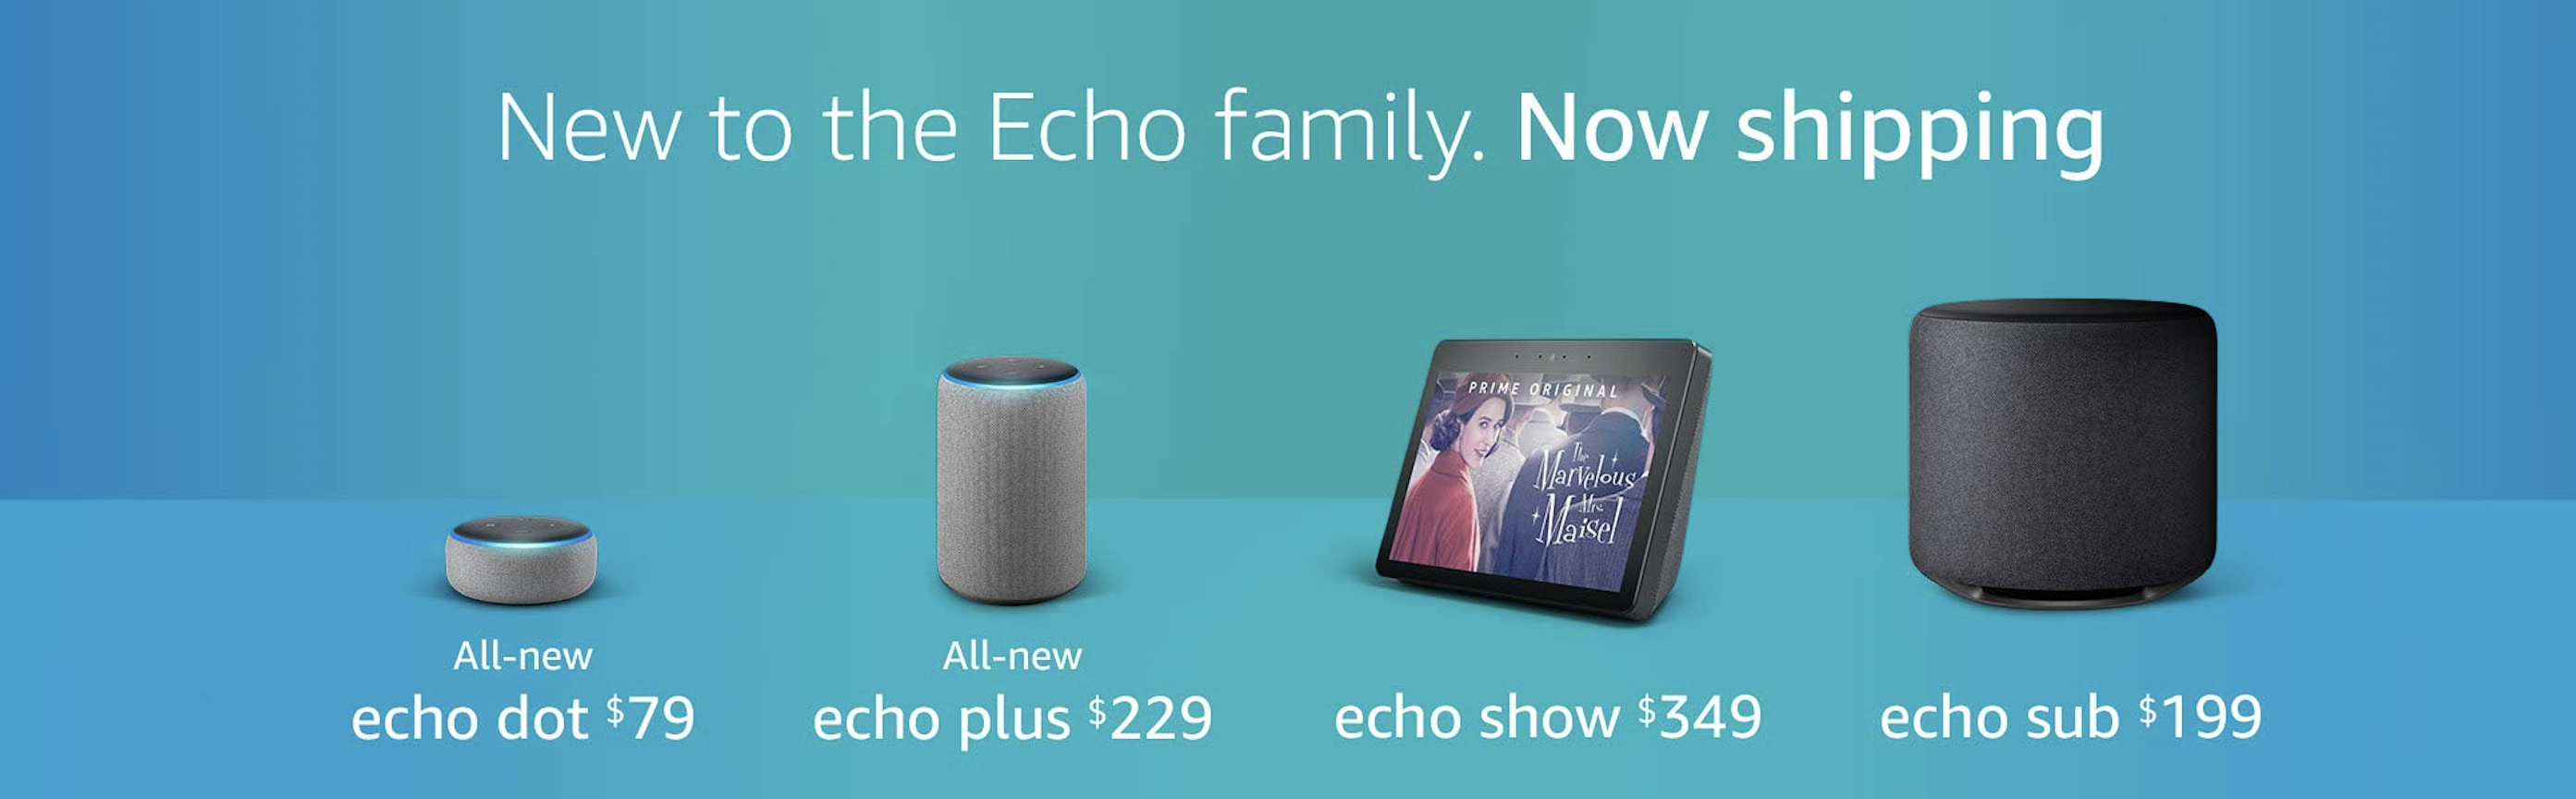 New to the Echo family. Now shipping
PRIME ORIGINAL
The
Marvelous
Mrs.
Maisel
All-new
echo dot $79
All-new
echo plus $229
echo show $349
echo sub $199